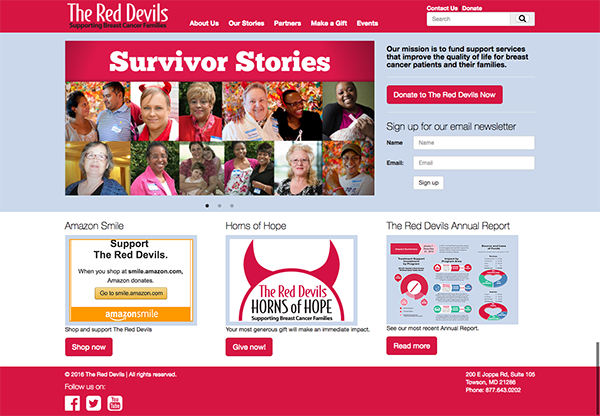 The Red Devils
Supporting Breast Cancer Families
About Us Our Stories Partners Make a Gift Events
Contact Us Donate
Search
Survivor Stories
Our mission is to fund support services
that improve the quality of life for breast
cancer patients and their families.
Donate to The Red Devils Now
Sign up for our email newsletter
Name Name
Email: Email
Sign up
Amazon Smile
Support
The Red Devils.
When you shop at smile.amazon.com,
Amazon donates.
Go to smile.amazon.com
amazonsmile
Shop and support The Red Devils
Shop now
Horns of Hope
The Red Devils
HORNS of HOPE
Supporting Breast Cancer Families
Your most generous gift will make an immediate impact.
Give now!
The Red Devils Annual Report
See our most recent Annual Report.
Read more
© 2016 The Red Devils | All rights reserved.
Follow us on:
You
Tube
200 E Joppa Rd, Suite 105
Towson, MD 21286
Phone: 877.643.0202